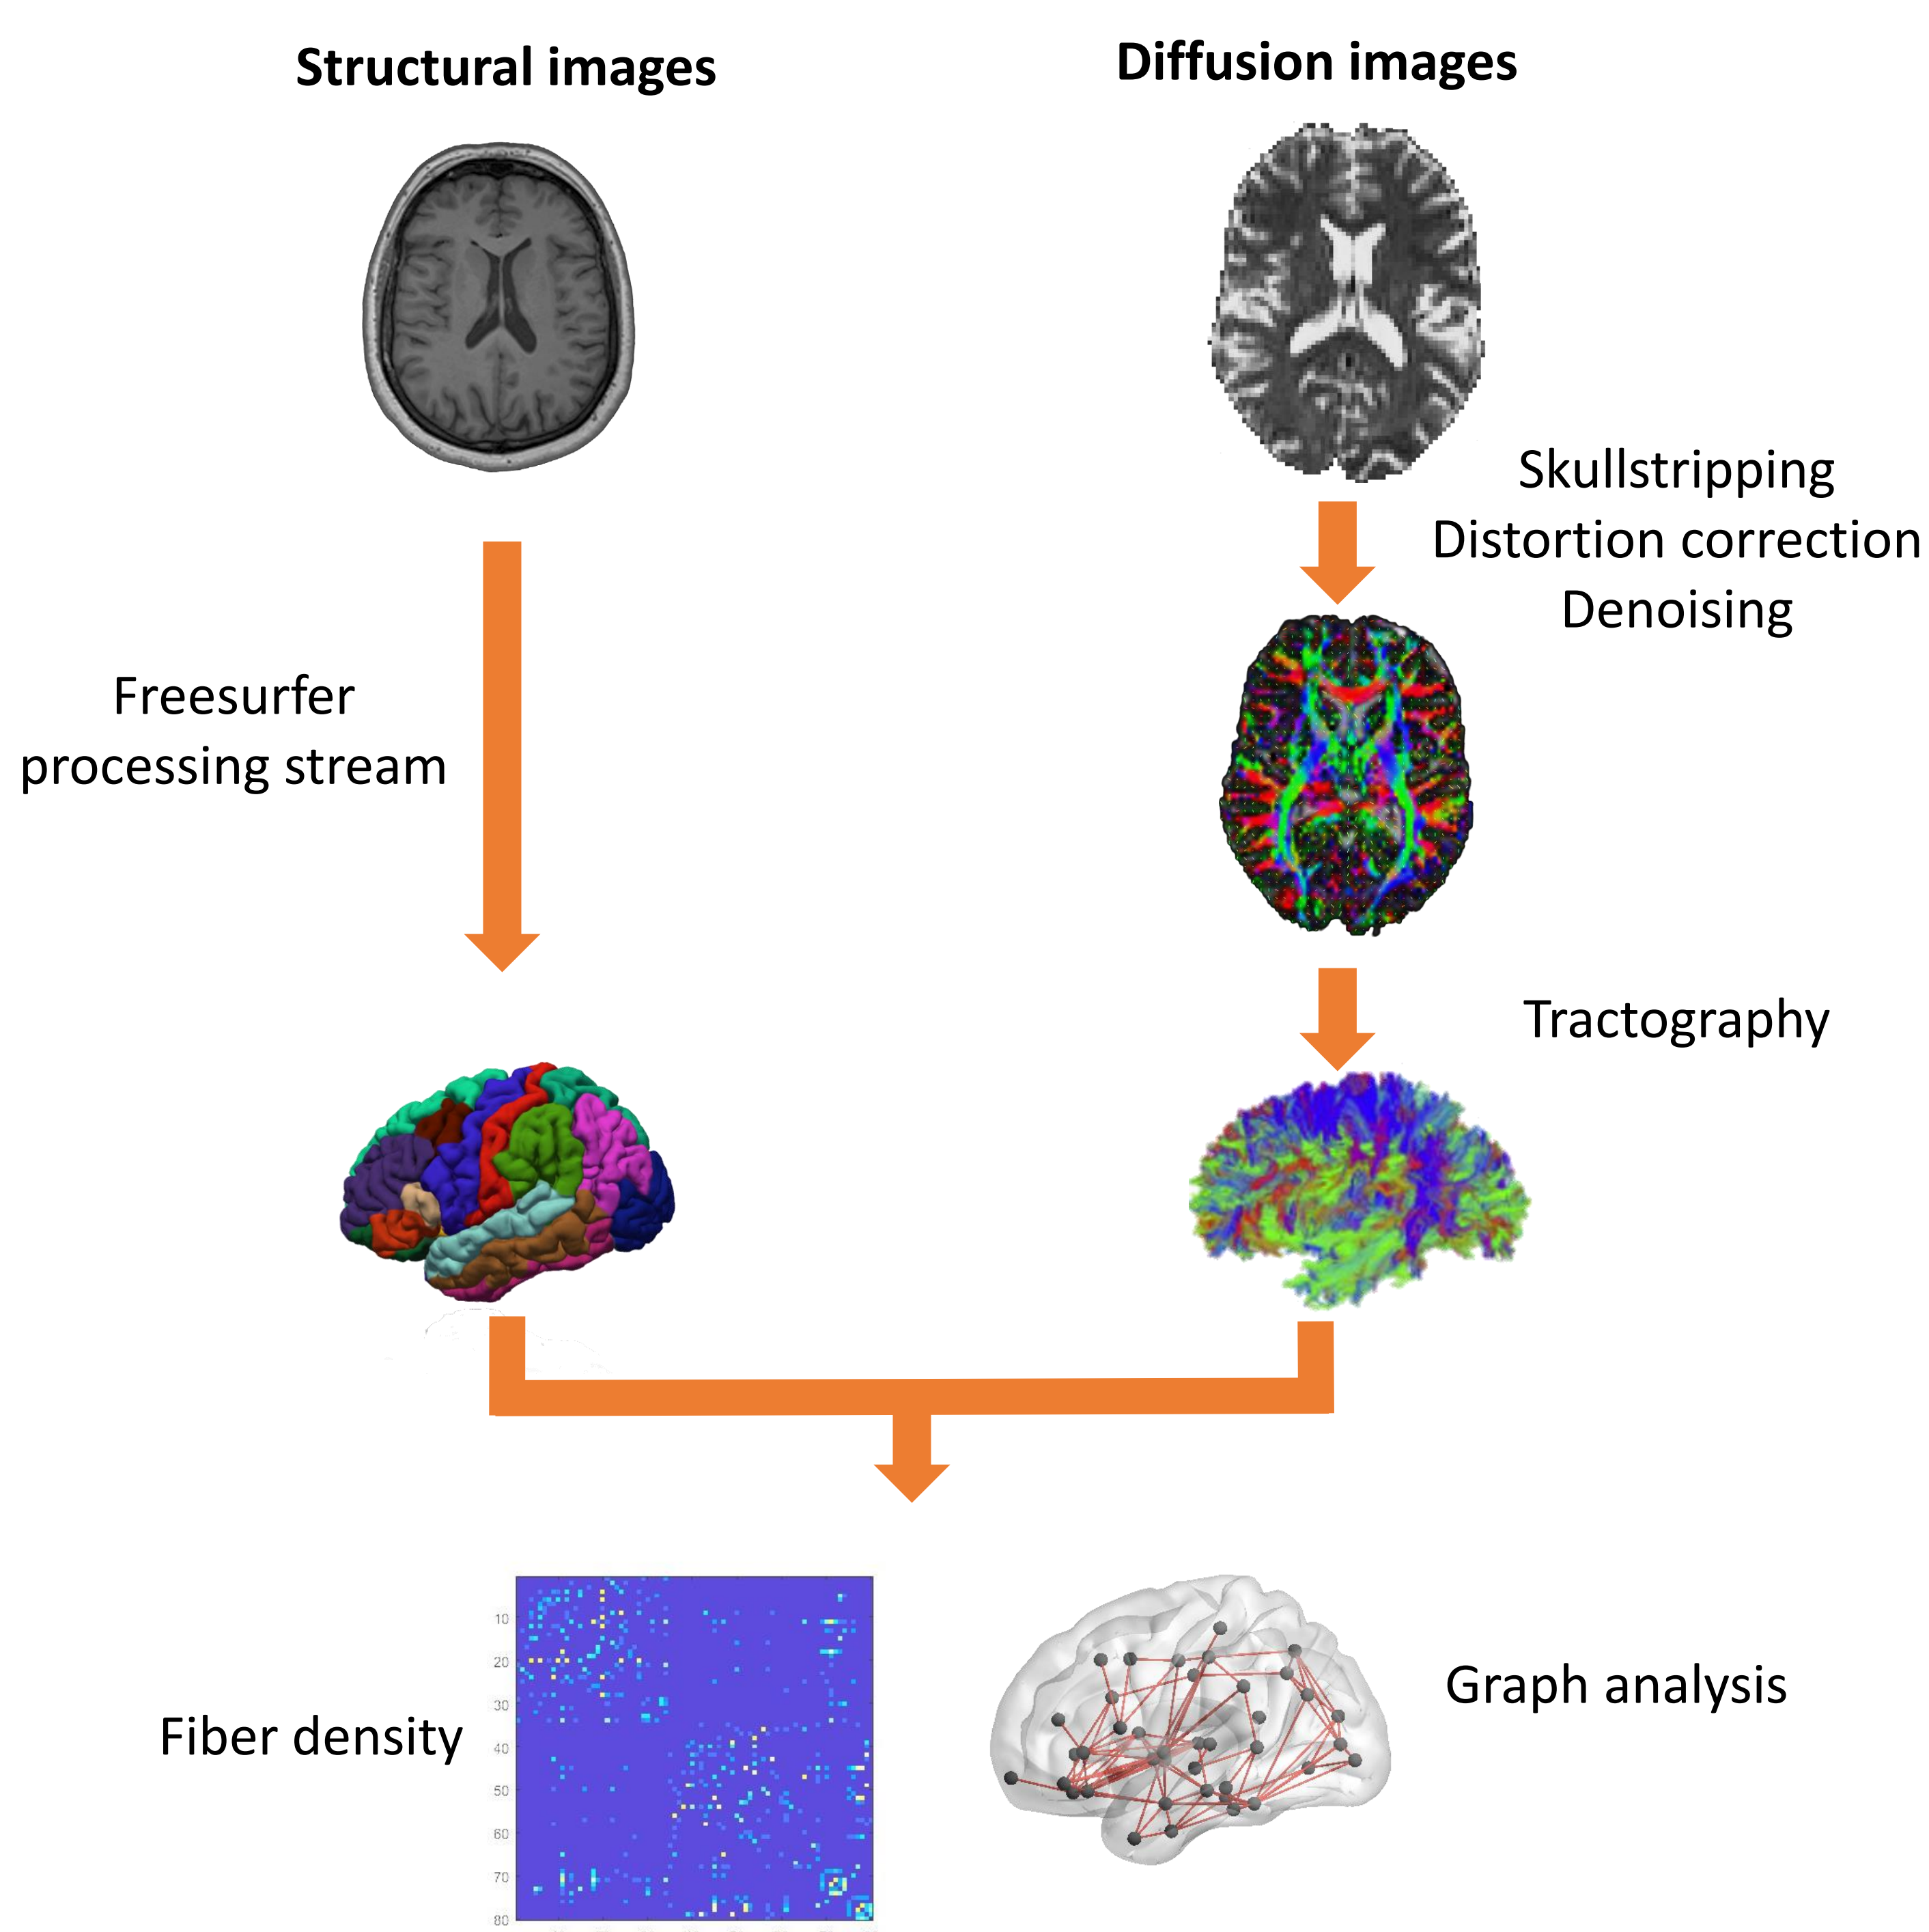 Structural images
Diffusion images
Skullstripping
Distortion correction
Denoising
Freesurfer
processing stream
Tractography
Fiber density
10
20
30
40
50
60
70
80
Graph analysis